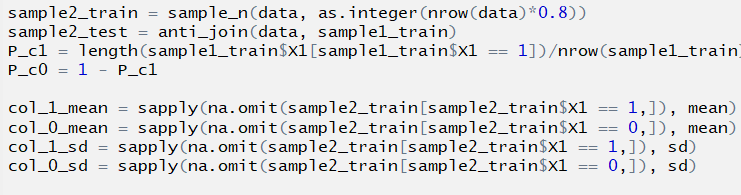 sample2_train = sample_n(data, as.integer(nrow(data)*0.8))
sample2_test = anti_join(data, sample1_train)
P_c1 = length(sample1_train$X1[sample1_train$X1 == 1])/nrow(sample1_train)
P_c0 = 1 - P_c1
col_1_mean = sapply(na.omit(sample2_train[sample2_train$X1 == 1,]), mean)
col_0_mean = sapply(na.omit(sample2_train[sample2_train$X1 == 0,]), mean)
col_1_sd = sapply(na.omit(sample2_train[sample2_train$X1 == 1,]), sd)
col_0_sd = sapply(na.omit(sample2_train[sample2_train$X1 == 0,]), sd)